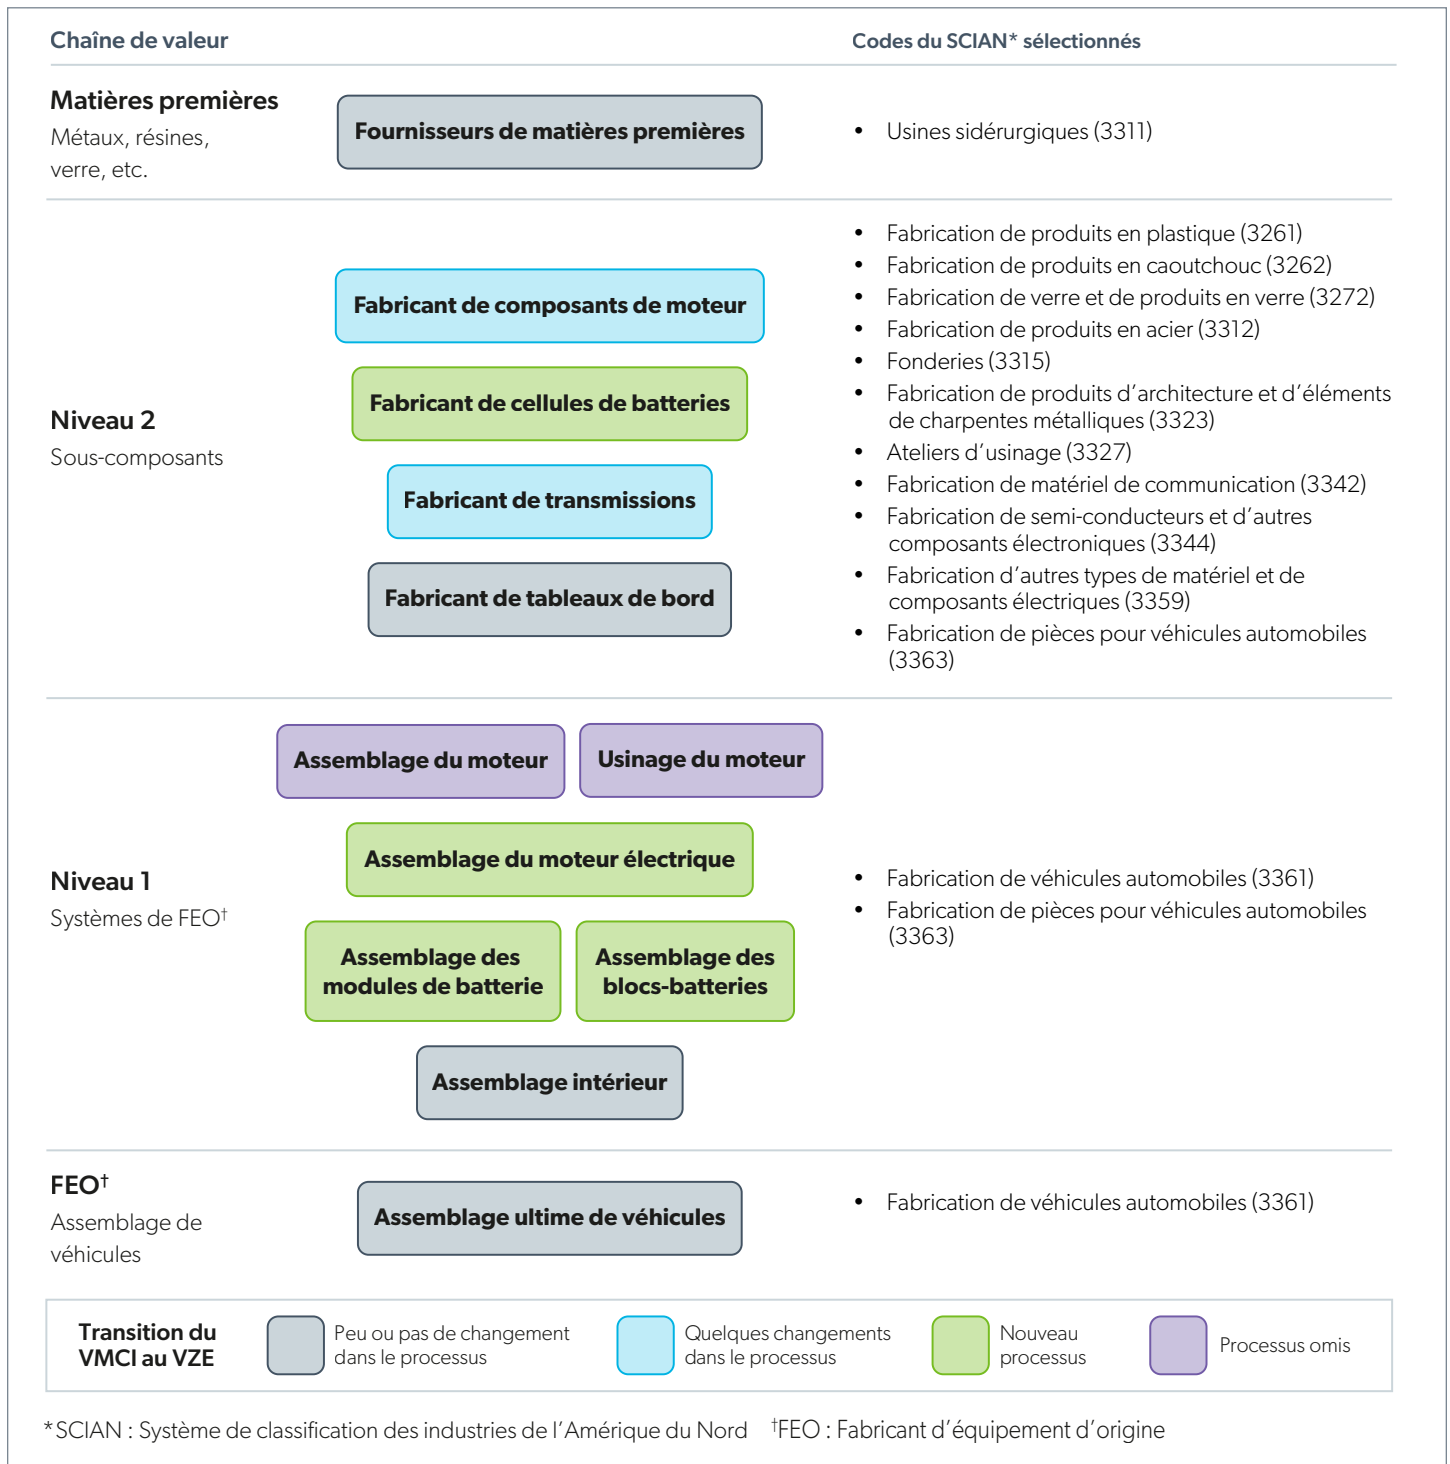 Chaîne de valeur
Codes du SCIAN* sélectionnés
Matières premières
Métaux, résines,
verre, etc.
Fournisseurs de matières premières
• Usines sidérurgiques (3311)
Niveau 2
Sous-composants
Fabricant de composants de moteur
Fabricant de cellules de batteries
Fabricant de transmissions
Fabricant de tableaux de bord
• Fabrication de produits en plastique (3261)
• Fabrication de produits en caoutchouc (3262)
• Fabrication de verre et de produits en verre (3272)
• Fabrication de produits en acier (3312)
• Fonderies (3315)
• Fabrication de produits d'architecture et d'éléments
de charpentes métalliques (3323)
• Ateliers d'usinage (3327)
• Fabrication de matériel de communication (3342)
• Fabrication de semi-conducteurs et d'autres
composants électroniques (3344)
• Fabrication d'autres types de matériel et de
composants électriques (3359)
• Fabrication de pièces pour véhicules automobiles
(3363)
Niveau 1
Systèmes de FEO†
Assemblage du moteur
Usinage du moteur
Assemblage du moteur électrique
Assemblage des
modules de batterie
Assemblage des
blocs-batteries
Assemblage intérieur
• Fabrication de véhicules automobiles (3361)
• Fabrication de pièces pour véhicules automobiles
(3363)
FEO†
Assemblage de
véhicules
Assemblage ultime de véhicules
• Fabrication de véhicules automobiles (3361)
Transition du
VMCI au VZE
Peu ou pas de changement
dans le processus
Quelques changements
dans le processus
Nouveau
processus
Processus omis
*SCIAN : Système de classification des industries de l'Amérique du Nord †FEO : Fabricant d'équipement d'origine